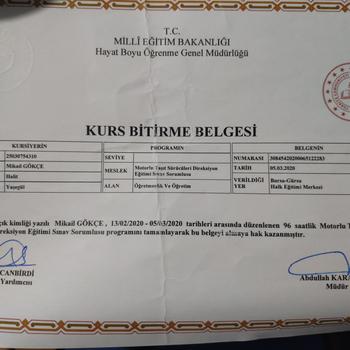 T.C.
MİLLÎ EĞİTİM BAKANLIĞI
Hayat Boyu Öğrenme Genel Müdürlüğü
KURS BİTİRME BELGESİ
KURSİYERİN PROGRAMIN BELGENİN
25030754310 SEVİYE NUMARASI 30845420200065122283
Mikail GÖKÇE MESLEK Motorlu Taşıt Sürücüleri Direksiyon Eğitimi Sınav Sorumlusu TARİH 05.03.2020
Halit
Yaşegül ALAN Öğretmenlik Ve Öğretim VERİLDİĞİ YER Bursa-Gürsu Halk Eğitimi Merkezi
çık kimliği yazılı Mikail GÖKÇE , 13/02/2020 - 05/03/2020 tarihleri arasında düzenlenen 96 saatlik Motorlu T
ireksiyon Eğitimi Sınav Sorumlusu programını tamamlayarak bu belgeyi almaya hak kazanmıştır.
CANBİRDİ
Yardımcı
Abdullah KARA
Müdür